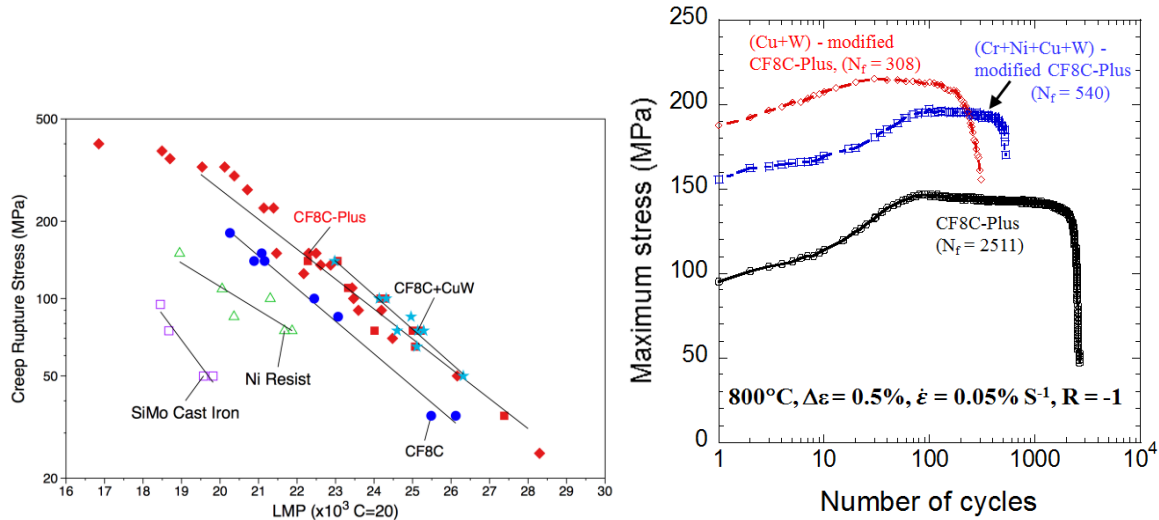 500
200
100
50
20
Creep Rupture Stress (MPa)
16 17 18 19 20 21 22 23 24 25 26 27 28 29 30
LMP (x10³ C=20)
CF8C-Plus
CF8C+CuW
Ni Resist
SiMo Cast Iron
CF8C
250
200
150
100
50
0
Maximum stress (MPa)
1 10 100 1000 10⁴
Number of cycles
(Cu+W) - modified
CF8C-Plus, (Nf = 308)
(Cr+Ni+Cu+W) -
modified CF8C-Plus
(Nf = 540)
CF8C-Plus
(Nf = 2511)
800°C, Δε = 0.5%, ε̇ = 0.05% S⁻¹, R = -1